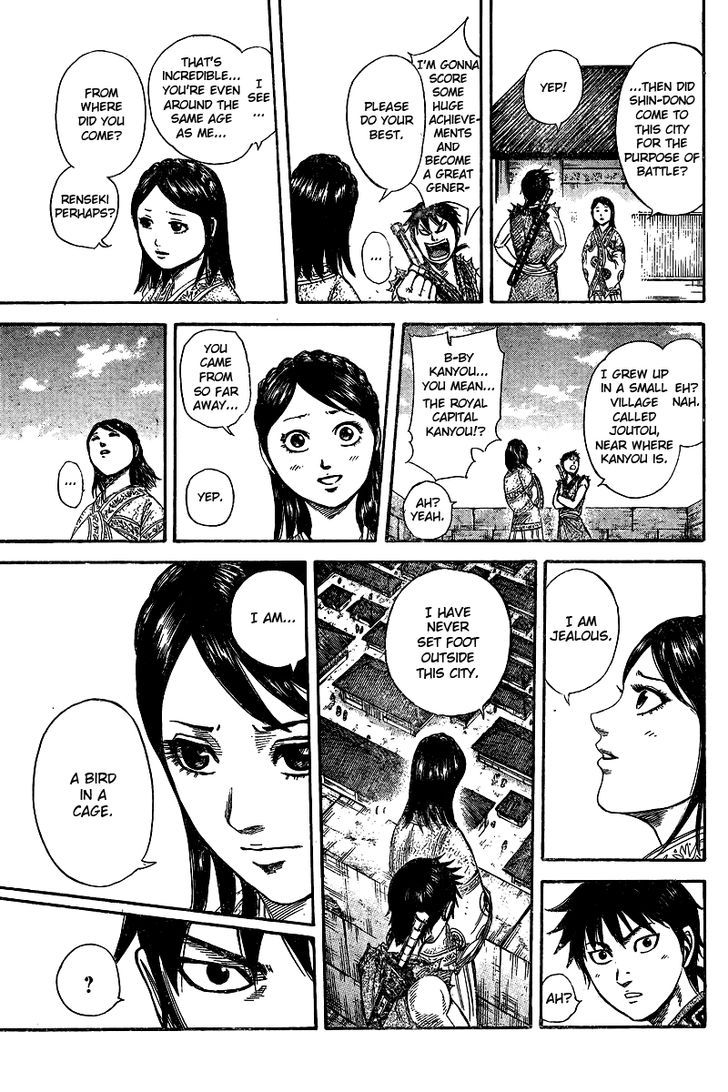 ...THEN DID
SHIN-DONO
COME TO
THIS CITY
FOR THE
PURPOSE OF
BATTLE?
YEP!
I'M GONNA
SCORE
SOME
HUGE
ACHIEVE-
MENTS
AND
BECOME
A GREAT
GENER-
PLEASE
DO YOUR
BEST.
...
I
SEE
...
THAT'S
INCREDIBLE...
YOU'RE EVEN
AROUND THE
SAME AGE
AS ME...
FROM
WHERE
DID YOU
COME?
RENSEKI
PERHAPS?
EH?
NAH.
I GREW UP
IN A SMALL
VILLAGE
CALLED
JOUTOU,
NEAR WHERE
KANYOU IS.
B-BY
KANYOU...
YOU MEAN...
THE ROYAL
CAPITAL
KANYOU!?
AH?
YEAH.
YOU
CAME
FROM
SO FAR
AWAY...
YEP.
...
I AM
JEALOUS.
AH?
I HAVE
NEVER
SET FOOT
OUTSIDE
THIS CITY.
I AM...
A BIRD
IN A
CAGE.
?